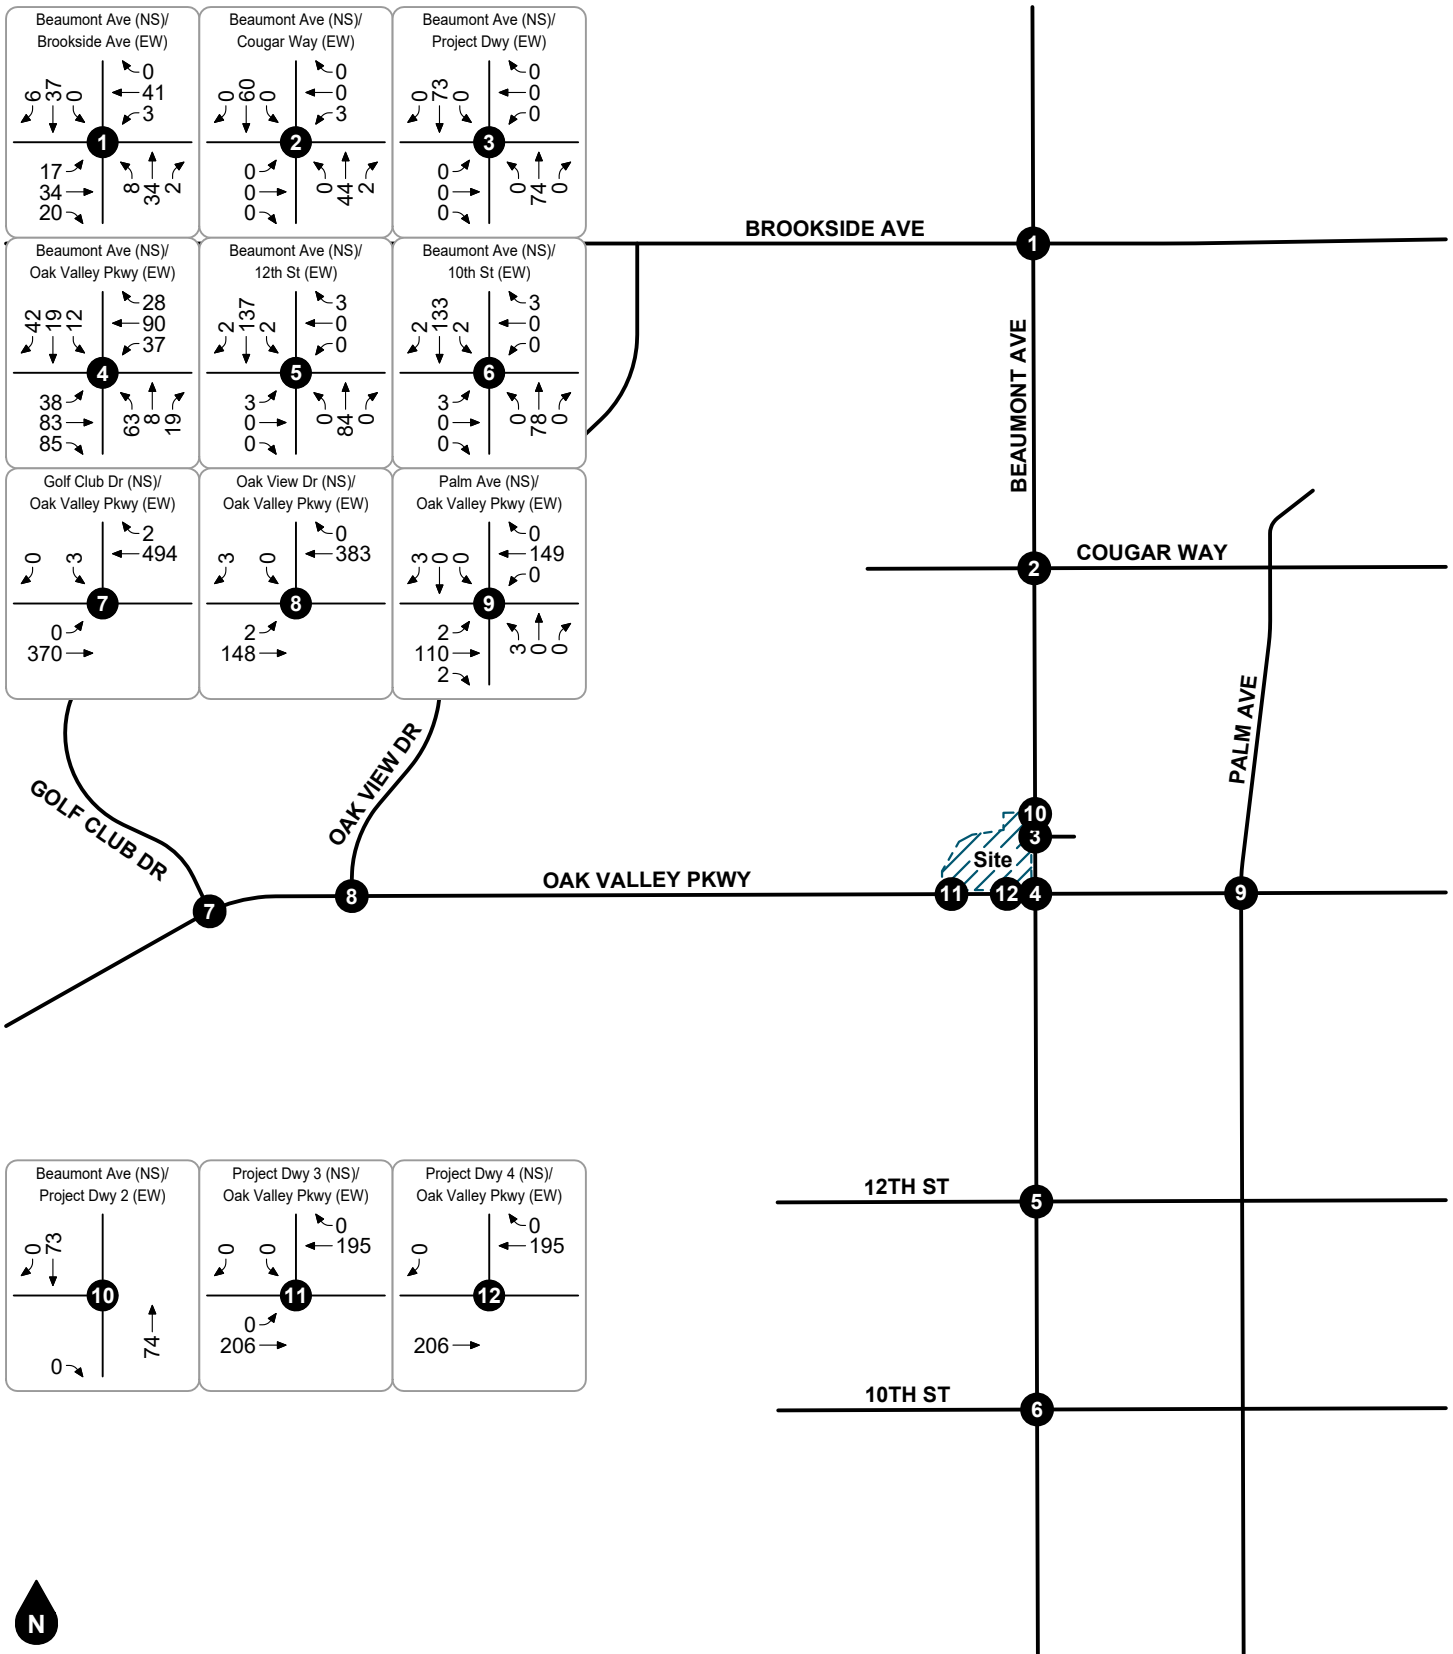 Beaumont Ave (NS)/
Brookside Ave (EW)
6 37 0
0
41
3
1
17
34
20
8 34 2
Beaumont Ave (NS)/
Cougar Way (EW)
0 60 0
0
0
3
2
0
0
0
0 44 2
Beaumont Ave (NS)/
Project Dwy (EW)
0 73 0
0
0
0
3
0
0
0
0 74 0
Beaumont Ave (NS)/
Oak Valley Pkwy (EW)
42 19 12
28
90
37
4
38
83
85
63 8 19
Beaumont Ave (NS)/
12th St (EW)
2 137 2
3
0
0
5
3
0
0
0 84 0
Beaumont Ave (NS)/
10th St (EW)
2 133 2
3
0
0
6
3
0
0
0 78 0
Golf Club Dr (NS)/
Oak Valley Pkwy (EW)
0 3
2
494
7
0
370
Oak View Dr (NS)/
Oak Valley Pkwy (EW)
3 0
0
383
8
2
148
Palm Ave (NS)/
Oak Valley Pkwy (EW)
3 0 0
0
149
0
9
2
110
2
3 0 0
BROOKSIDE AVE
1
BEAUMONT AVE
COUGAR WAY
2
PALM AVE
GOLF CLUB DR
OAK VIEW DR
10
3
Site
OAK VALLEY PKWY
7
8
11
12
4
9
12TH ST
5
10TH ST
6
Beaumont Ave (NS)/
Project Dwy 2 (EW)
0 73
10
0
74
Project Dwy 3 (NS)/
Oak Valley Pkwy (EW)
0 0
0
195
11
0
206
Project Dwy 4 (NS)/
Oak Valley Pkwy (EW)
0
0
195
12
206
N